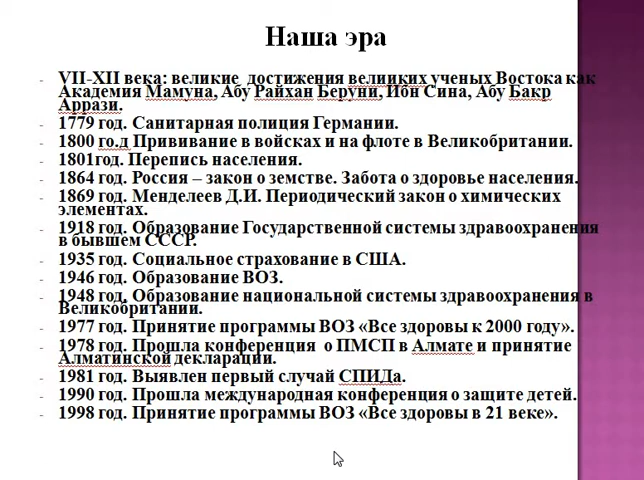 Наша эра
- VII-XII века: великие достижения велииких ученых Востока как
Академия Мамуна, Абу Райхан Беруни, Ибн Сина, Абу Бакр
Аррази.
- 1779 год. Санитарная полиция Германии.
- 1800 го.д Прививание в войсках и на флоте в Великобритании.
- 1801год. Перепись населения.
- 1864 год. Россия – закон о земстве. Забота о здоровье населения.
- 1869 год. Менделеев Д.И. Периодический закон о химических
элементах.
- 1918 год. Образование Государственной системы здравоохранения
в бывшем СССР.
- 1935 год. Социальное страхование в США.
- 1946 год. Образование ВОЗ.
- 1948 год. Образование национальной системы здравоохранения в
Великобритании.
- 1977 год. Принятие программы ВОЗ «Все здоровы к 2000 году».
- 1978 год. Прошла конференция о ПМСП в Алмате и принятие
Алматинской декларации.
- 1981 год. Выявлен первый случай СПИДа.
- 1990 год. Прошла международная конференция о защите детей.
- 1998 год. Принятие программы ВОЗ «Все здоровы в 21 веке».